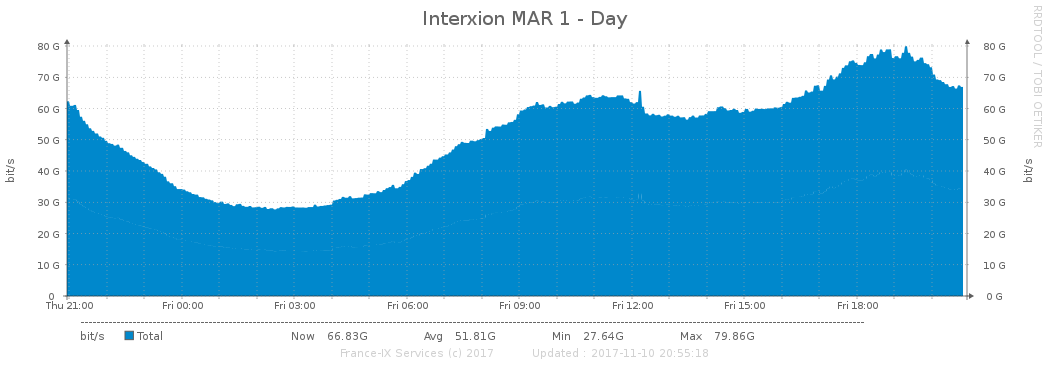 Interxion MAR 1 - Day
RRDTOOL / TOBI OETIKER
80 G 80 G
70 G 70 G
60 G 60 G
50 G 50 G
40 G 40 G
30 G 30 G
20 G 20 G
10 G 10 G
0 0 G
bit/s bit/s
Thu 21:00 Fri 00:00 Fri 03:00 Fri 06:00 Fri 09:00 Fri 12:00 Fri 15:00 Fri 18:00
bit/s Total Now 66.83G Avg 51.81G Min 27.64G Max 79.86G
France-IX Services (c) 2017 Updated : 2017-11-10 20:55:18